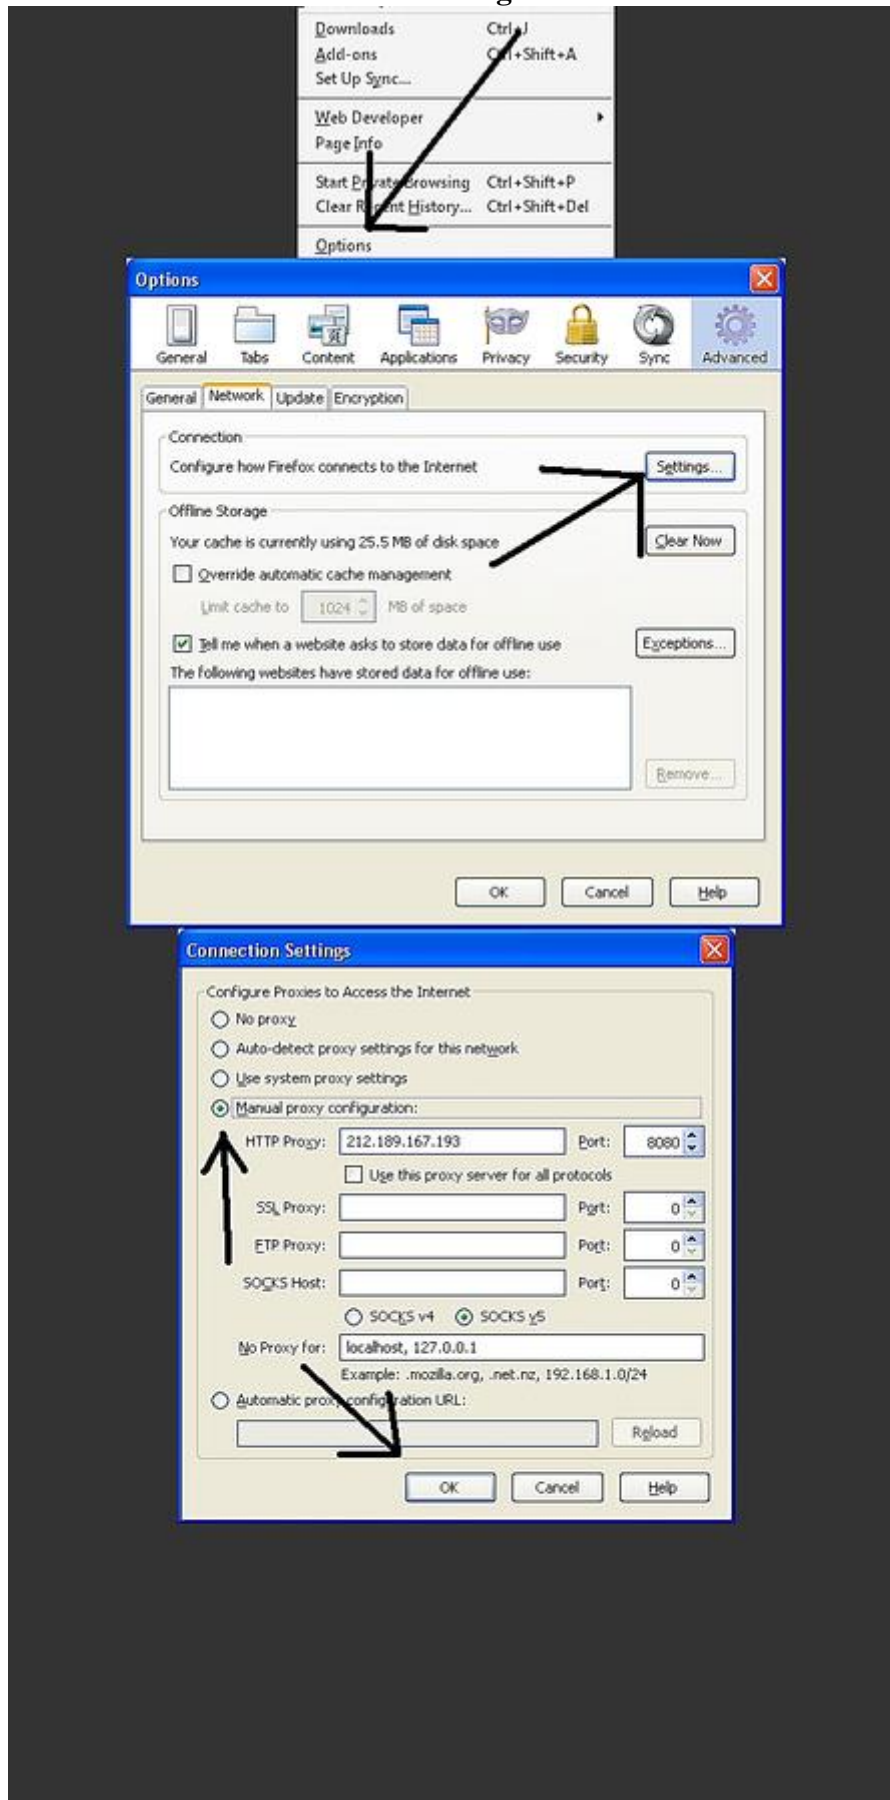 Downloads Ctrl+J
Add-ons Ctrl+Shift+A
Set Up Sync...
Web Developer
Page Info
Start Private Browsing Ctrl+Shift+P
Clear Recent History... Ctrl+Shift+Del
Options
Options
General Tabs Content Applications Privacy Security Sync Advanced
General Network Update Encryption
Connection
Configure how Firefox connects to the Internet Settings...
Offline Storage
Your cache is currently using 25.5 MB of disk space Clear Now
Override automatic cache management
Limit cache to 1024 MB of space
Tell me when a website asks to store data for offline use Exceptions...
The following websites have stored data for offline use:
Remove...
OK Cancel Help
Connection Settings
Configure Proxies to Access the Internet
No proxy
Auto-detect proxy settings for this network
Use system proxy settings
Manual proxy configuration:
HTTP Proxy: 212.189.167.193 Port: 8080
Use this proxy server for all protocols
SSL Proxy: Port: 0
FTP Proxy: Port: 0
SOCKS Host: Port: 0
SOCKS v4 SOCKS v5
No Proxy for: localhost, 127.0.0.1
Example: .mozilla.org, .net.nz, 192.168.1.0/24
Automatic proxy configuration URL:
Reload
OK Cancel Help